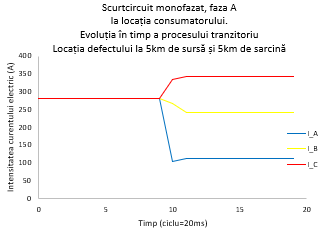 Scurtcircuit monofazat, faza A
la locația consumatorului.
Evoluția în timp a procesului tranzitoriu
Locația defectului la 5km de sursă și 5km de sarcină
Intensitatea curentului electric (A)
400
350
300
250
200
150
100
50
0
0
5
10
15
20
Timp (ciclu=20ms)
I_A
I_B
I_C